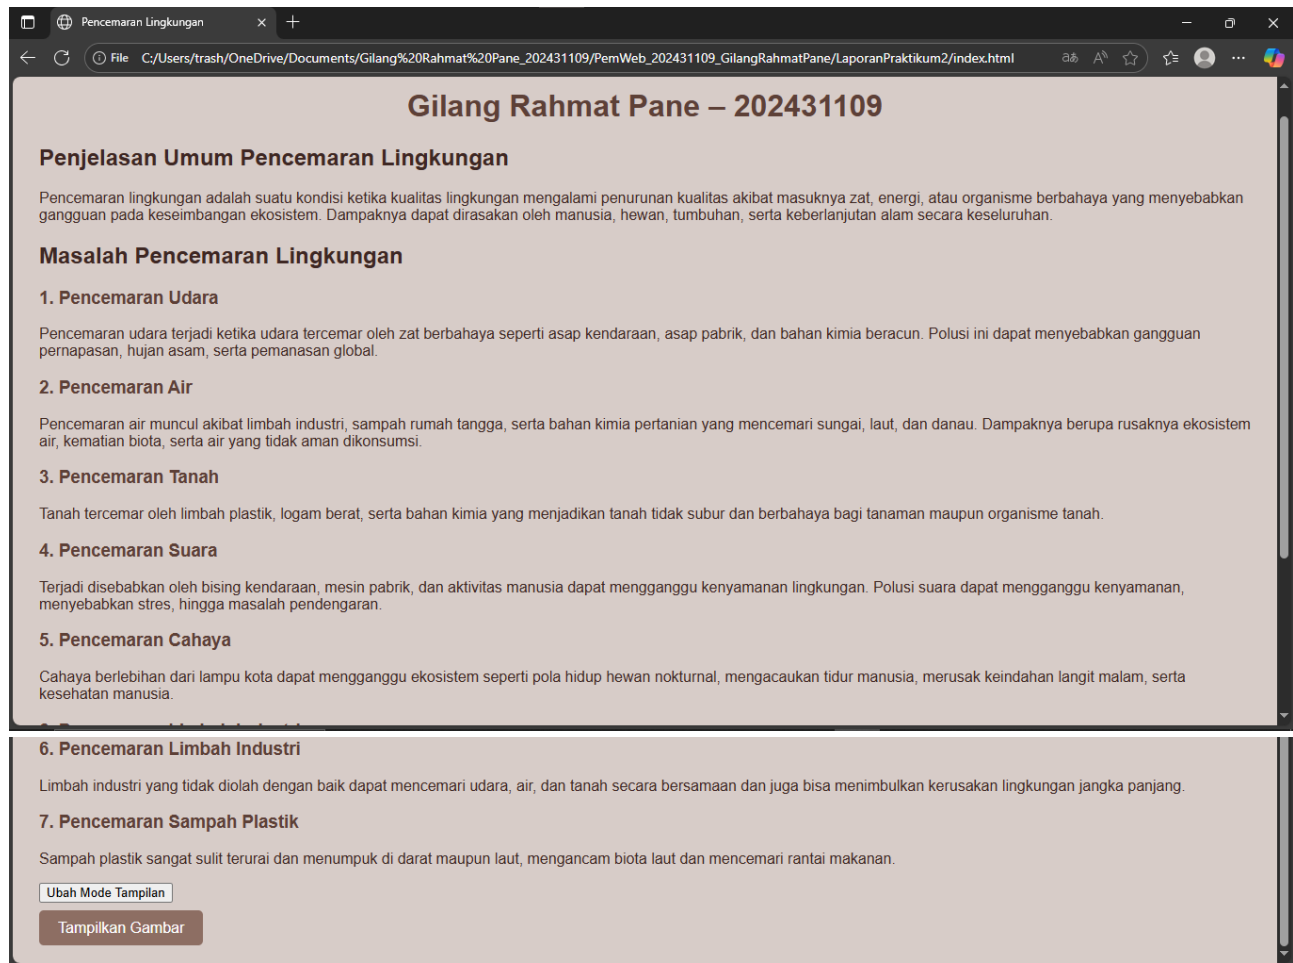 Pencemaran Lingkungan
File C:/Users/trash/OneDrive/Documents/Gilang%20Rahmat%20Pane_202431109/PemWeb_202431109_GilangRahmatPane/LaporanPraktikum2/index.html
Gilang Rahmat Pane – 202431109
Penjelasan Umum Pencemaran Lingkungan
Pencemaran lingkungan adalah suatu kondisi ketika kualitas lingkungan mengalami penurunan kualitas akibat masuknya zat, energi, atau organisme berbahaya yang menyebabkan
gangguan pada keseimbangan ekosistem. Dampaknya dapat dirasakan oleh manusia, hewan, tumbuhan, serta keberlanjutan alam secara keseluruhan.
Masalah Pencemaran Lingkungan
1. Pencemaran Udara
Pencemaran udara terjadi ketika udara tercemar oleh zat berbahaya seperti asap kendaraan, asap pabrik, dan bahan kimia beracun. Polusi ini dapat menyebabkan gangguan
pernapasan, hujan asam, serta pemanasan global.
2. Pencemaran Air
Pencemaran air muncul akibat limbah industri, sampah rumah tangga, serta bahan kimia pertanian yang mencemari sungai, laut, dan danau. Dampaknya berupa rusaknya ekosistem
air, kematian biota, serta air yang tidak aman dikonsumsi.
3. Pencemaran Tanah
Tanah tercemar oleh limbah plastik, logam berat, serta bahan kimia yang menjadikan tanah tidak subur dan berbahaya bagi tanaman maupun organisme tanah.
4. Pencemaran Suara
Terjadi disebabkan oleh bising kendaraan, mesin pabrik, dan aktivitas manusia dapat mengganggu kenyamanan lingkungan. Polusi suara dapat mengganggu kenyamanan,
menyebabkan stres, hingga masalah pendengaran.
5. Pencemaran Cahaya
Cahaya berlebihan dari lampu kota dapat mengganggu ekosistem seperti pola hidup hewan nokturnal, mengacaukan tidur manusia, merusak keindahan langit malam, serta
kesehatan manusia.
6. Pencemaran Limbah Industri
Limbah industri yang tidak diolah dengan baik dapat mencemari udara, air, dan tanah secara bersamaan dan juga bisa menimbulkan kerusakan lingkungan jangka panjang.
7. Pencemaran Sampah Plastik
Sampah plastik sangat sulit terurai dan menumpuk di darat maupun laut, mengancam biota laut dan mencemari rantai makanan.
Ubah Mode Tampilan
Tampilkan Gambar